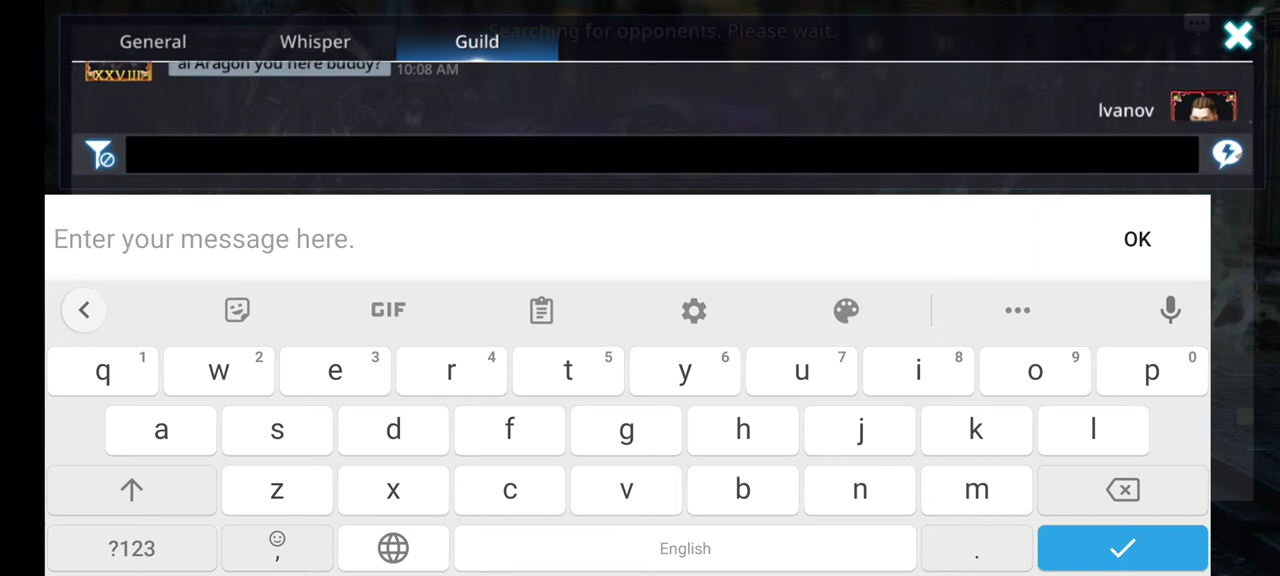 Searching for opponents. Please wait.
General Whisper Guild
XXVIII al Aragon you here buddy? 10:08 AM
Ivanov
Enter your message here.
OK
GIF
q 1 w 2 e 3 r 4 t 5 y 6 u 7 i 8 o 9 p 0
a s d f g h j k l
z x c v b n m
?123 , English .